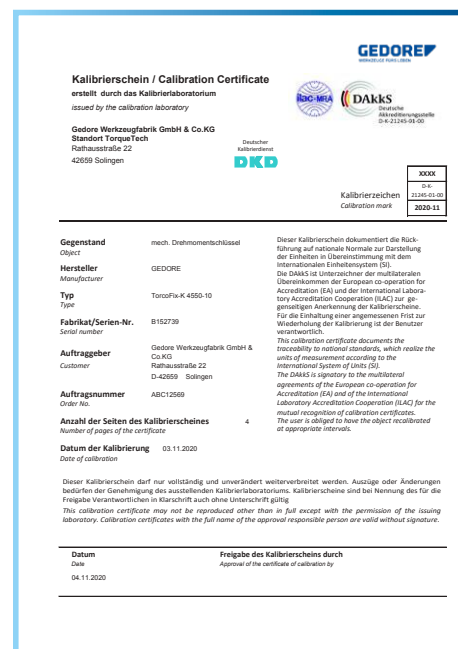 GEDORE
WERKZEUGE FÜRS LEBEN
Kalibrierschein / Calibration Certificate
erstellt durch das Kalibrierlaboratorium
issued by the calibration laboratory
ilac-MRA
DAkkS
Deutsche
Akkreditierungsstelle
D-K-21245-01-00
Gedore Werkzeugfabrik GmbH & Co.KG
Standort TorqueTech
Rathausstraße 22
42659 Solingen
Deutscher
Kalibrierdienst
DKD
Kalibrierzeichen
Calibration mark
XXXX
D-K-
21245-01-00
2020-11
Gegenstand mech. Drehmomentschlüssel
Object
Hersteller GEDORE
Manufacturer
Typ TorcoFix-K 4550-10
Type
Fabrikat/Serien-Nr. B152739
Serial number
Auftraggeber Gedore Werkzeugfabrik GmbH &
Co.KG
Customer Rathausstraße 22
D-42659 Solingen
Auftragsnummer ABC12569
Order No.
Anzahl der Seiten des Kalibrierscheines 4
Number of pages of the certificate
Datum der Kalibrierung 03.11.2020
Date of calibration
Dieser Kalibrierschein dokumentiert die Rück-
führung auf nationale Normale zur Darstellung
der Einheiten in Übereinstimmung mit dem
Internationalen Einheitensystem (SI).
Die DAkkS ist Unterzeichner der multilateralen
Übereinkommen der European co-operation for
Accreditation (EA) und der International Labora-
tory Accreditation Cooperation (ILAC) zur ge-
genseitigen Anerkennung der Kalibrierscheine.
Für die Einhaltung einer angemessenen Frist zur
Wiederholung der Kalibrierung ist der Benutzer
verantwortlich.
This calibration certificate documents the
traceability to national standards, which realize the
units of measurement according to the
International System of Units (SI).
The DAkkS is signatory to the multilateral
agreements of the European co-operation for
Accreditation (EA) and of the International
Laboratory Accreditation Cooperation (ILAC) for the
mutual recognition of calibration certificates.
The user is obliged to have the object recalibrated
at appropriate intervals.
Dieser Kalibrierschein darf nur vollständig und unverändert weiterverbreitet werden. Auszüge oder Änderungen
bedürfen der Genehmigung des ausstellenden Kalibrierlaboratoriums. Kalibrierscheine sind bei Nennung des für die
Freigabe Verantwortlichen in Klarschrift auch ohne Unterschrift gültig
This calibration certificate may not be reproduced other than in full except with the permission of the issuing
laboratory. Calibration certificates with the full name of the approval responsible person are valid without signature.
Datum Freigabe des Kalibrierscheins durch
Date Approval of the certificate of calibration by
04.11.2020